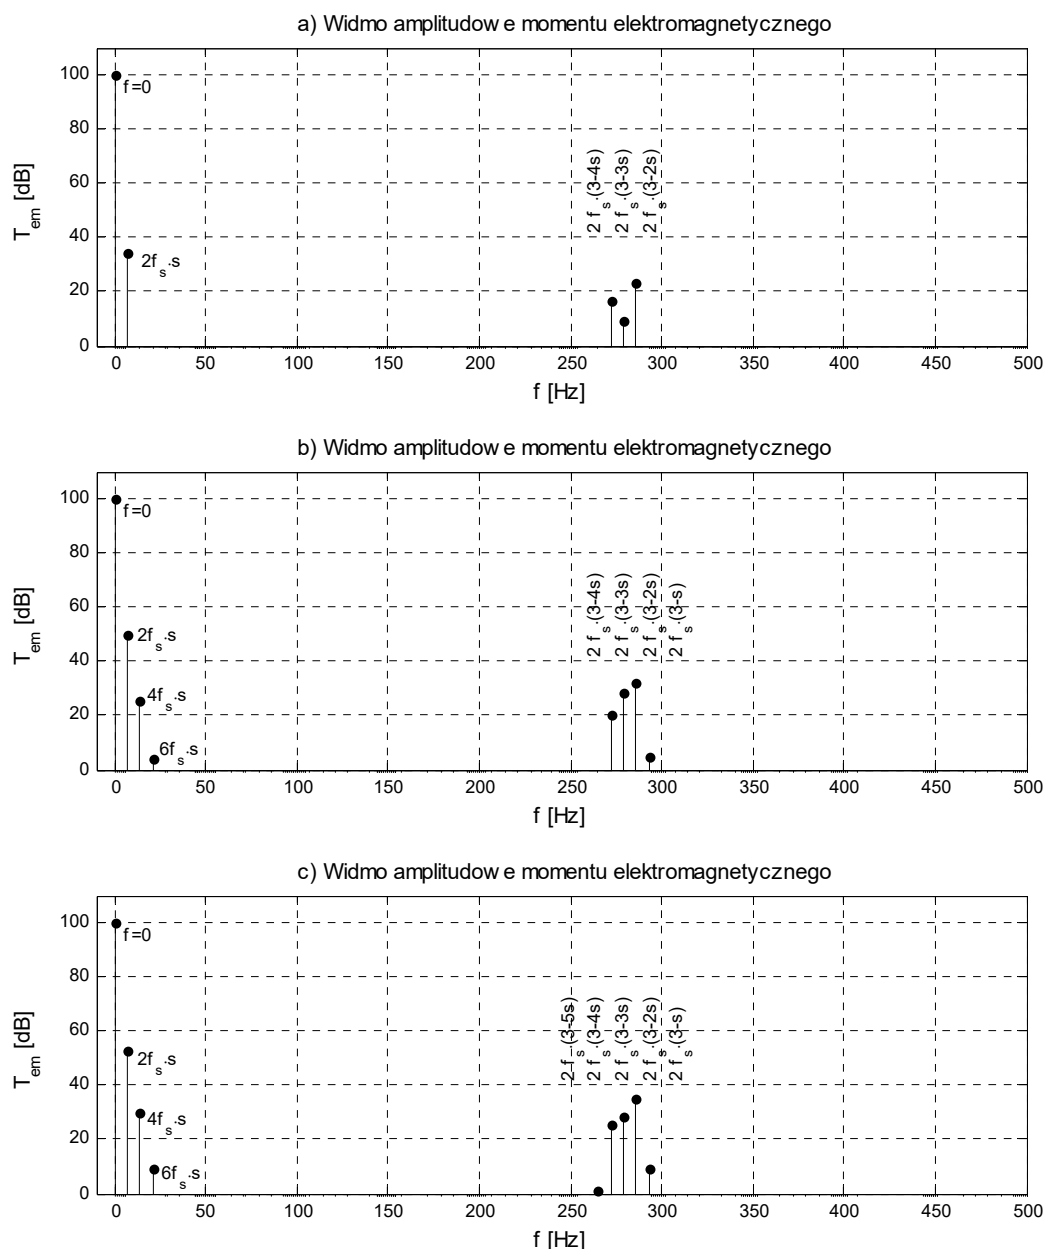 a) Widmo amplitudowe momentu elektromagnetycznego
100
80
60
40
20
0
T_em [dB]
f=0
2f_s·s
2 f_s·(3-4s)
2 f_s·(3-3s)
2 f_s·(3-2s)
0 50 100 150 200 250 300 350 400 450 500
f [Hz]
b) Widmo amplitudowe momentu elektromagnetycznego
100
80
60
40
20
0
T_em [dB]
f=0
2f_s·s
4f_s·s
6f_s·s
2 f_s·(3-4s)
2 f_s·(3-3s)
2 f_s·(3-2s)
2 f_s·(3-s)
0 50 100 150 200 250 300 350 400 450 500
f [Hz]
c) Widmo amplitudowe momentu elektromagnetycznego
100
80
60
40
20
0
T_em [dB]
f=0
2f_s·s
4f_s·s
6f_s·s
2 f_s·(3-5s)
2 f_s·(3-4s)
2 f_s·(3-3s)
2 f_s·(3-2s)
2 f_s·(3-s)
0 50 100 150 200 250 300 350 400 450 500
f [Hz]